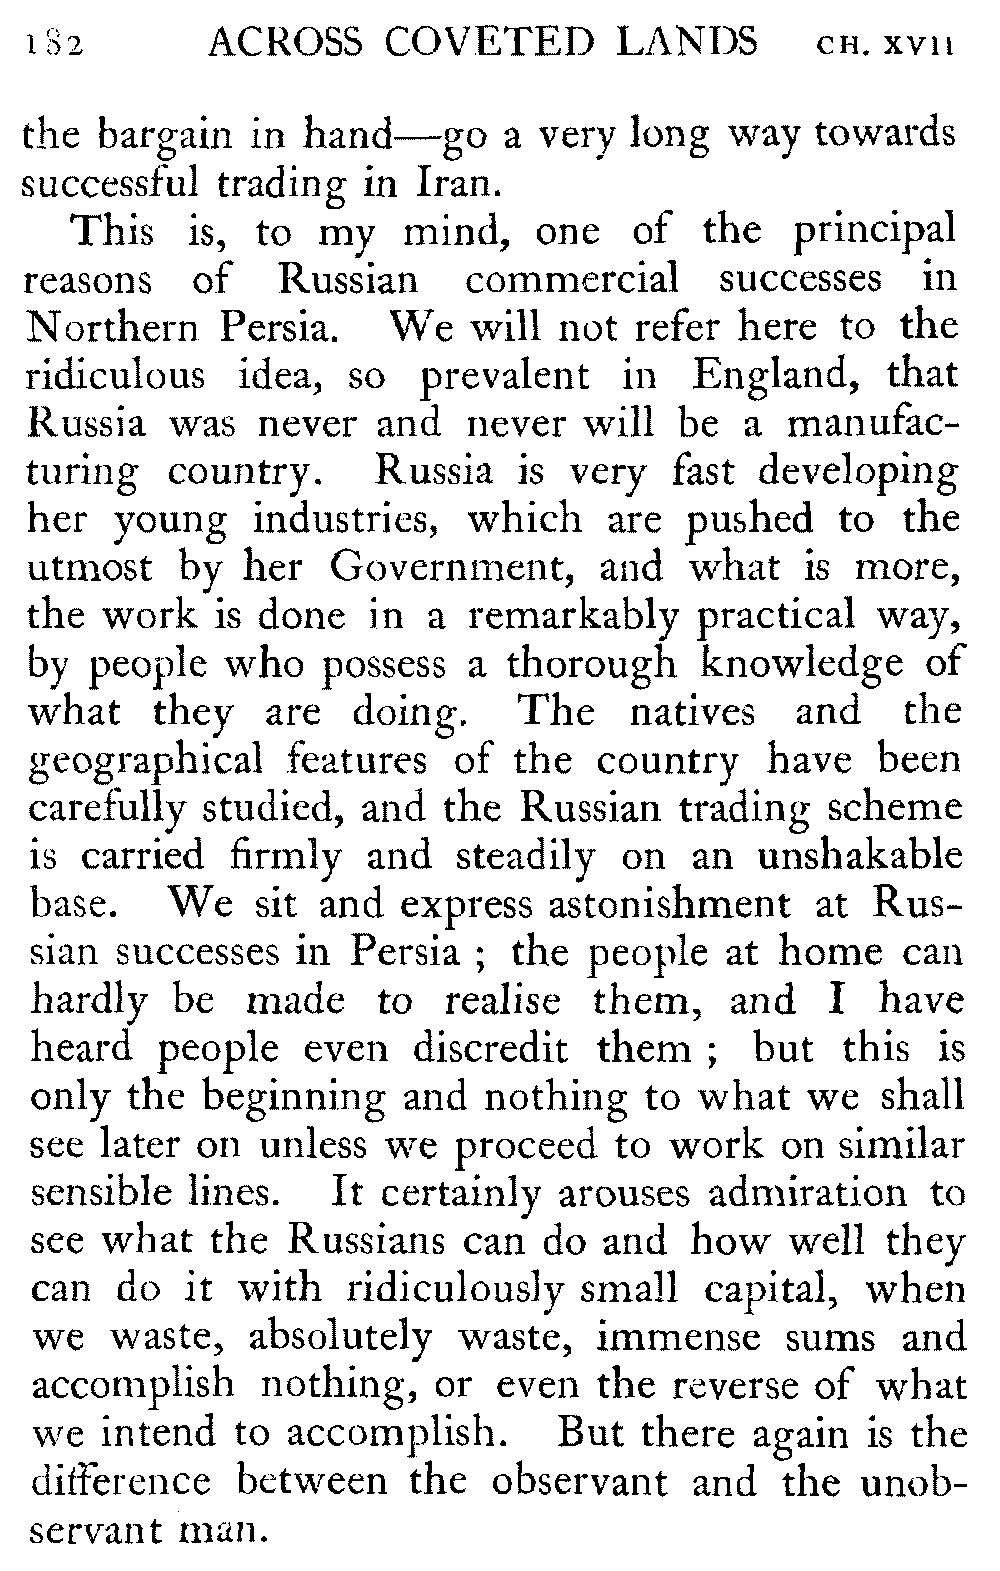 182 ACROSS COVETED LANDS CH. XVII
the bargain in hand—go a very long way towards
successful trading in Iran.
This is, to my mind, one of the principal
reasons of Russian commercial successes in
Northern Persia. We will not refer here to the
ridiculous idea, so prevalent in England, that
Russia was never and never will be a manufac-
turing country. Russia is very fast developing
her young industries, which are pushed to the
utmost by her Government, and what is more,
the work is done in a remarkably practical way,
by people who possess a thorough knowledge of
what they are doing. The natives and the
geographical features of the country have been
carefully studied, and the Russian trading scheme
is carried firmly and steadily on an unshakable
base. We sit and express astonishment at Rus-
sian successes in Persia ; the people at home can
hardly be made to realise them, and I have
heard people even discredit them ; but this is
only the beginning and nothing to what we shall
see later on unless we proceed to work on similar
sensible lines. It certainly arouses admiration to
see what the Russians can do and how well they
can do it with ridiculously small capital, when
we waste, absolutely waste, immense sums and
accomplish nothing, or even the reverse of what
we intend to accomplish. But there again is the
difference between the observant and the unob-
servant man.